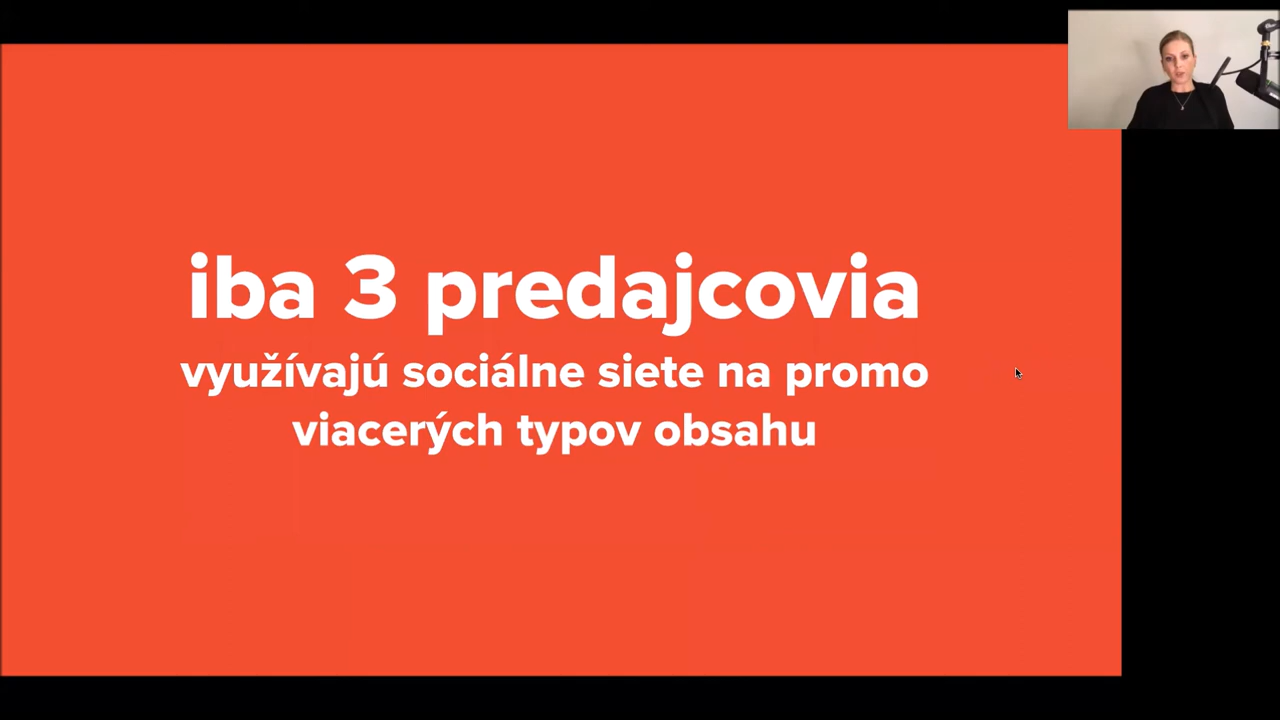 iba 3 predajcovia
využívajú sociálne siete na promo
viacerých typov obsahu